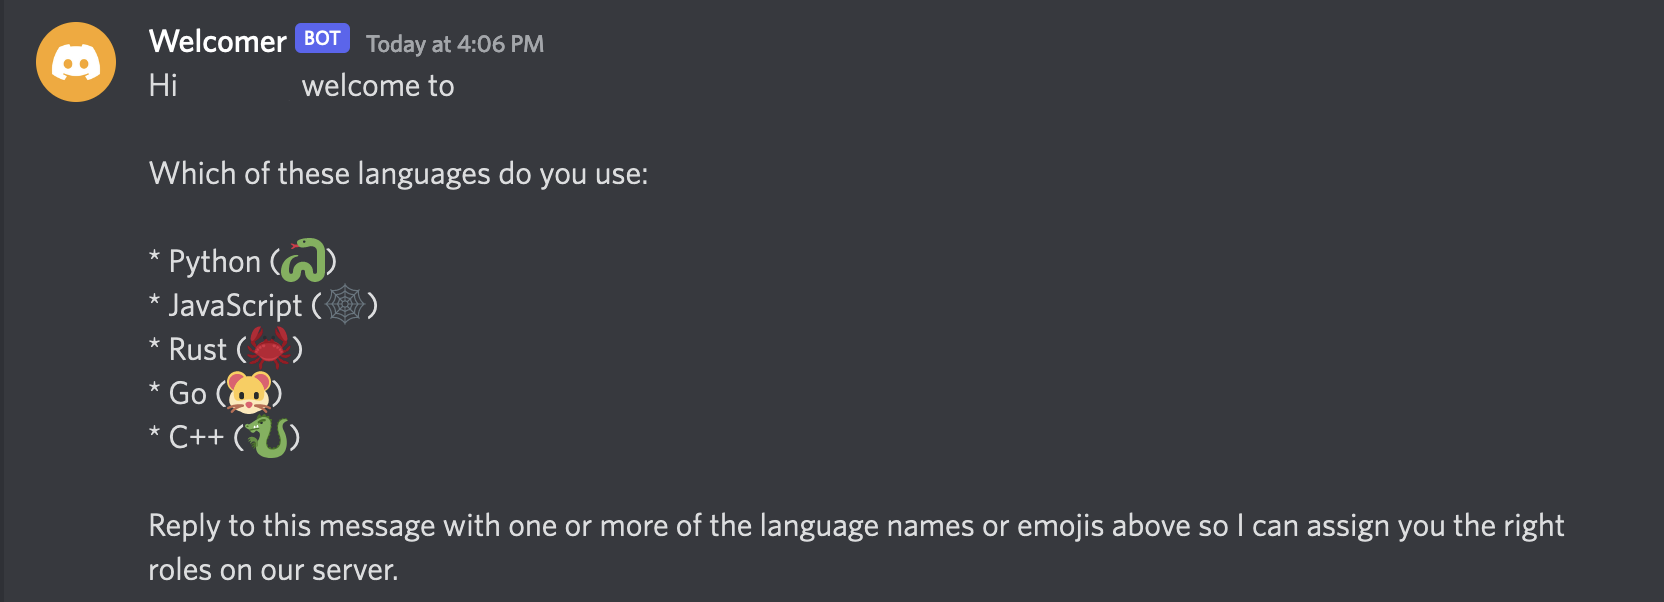 Welcomer BOT Today at 4:06 PM
Hi welcome to
Which of these languages do you use:
* Python (🐍)
* JavaScript (🕸️)
* Rust (🦀)
* Go (🐹)
* C++ (🐉)
Reply to this message with one or more of the language names or emojis above so I can assign you the right
roles on our server.